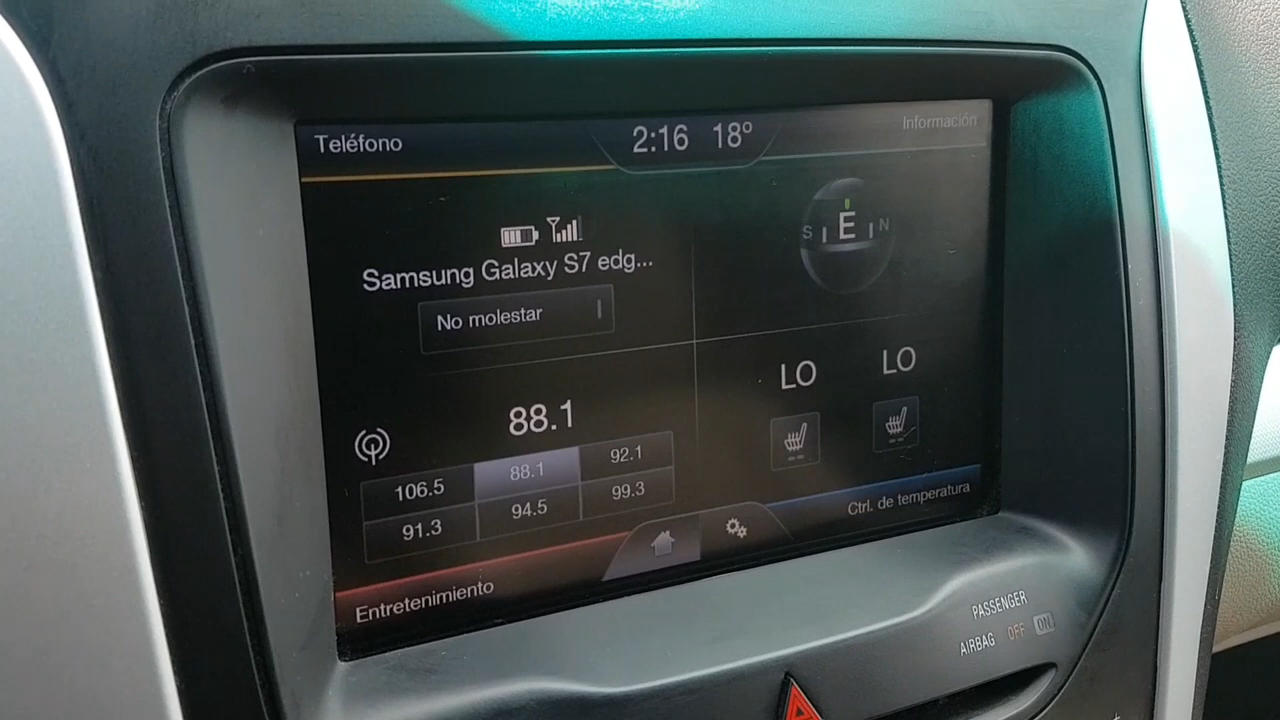 Teléfono
2:16 18º
Información
Samsung Galaxy S7 edg...
No molestar
S E N
88.1
106.5 88.1 92.1
91.3 94.5 99.3
LO LO
Entretenimiento
Ctrl. de temperatura
PASSENGER
AIRBAG OFF ON